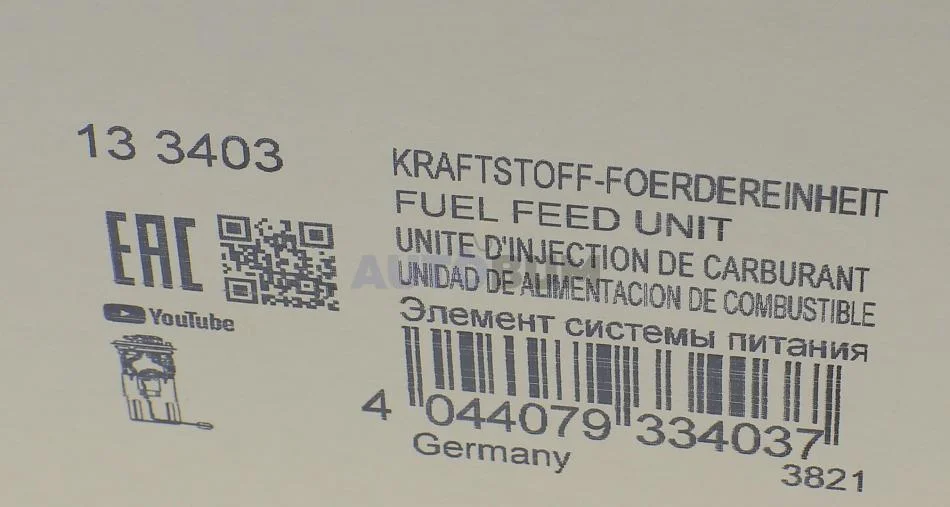 13 3403
EAC
YouTube
KRAFTSTOFF-FOERDEREINHEIT
FUEL FEED UNIT
UNITE D'INJECTION DE CARBURANT
UNIDAD DE ALIMENTACION DE COMBUSTIBLE
Элемент системы питания
4 044079 334037
Germany
3821
AUTOBUM